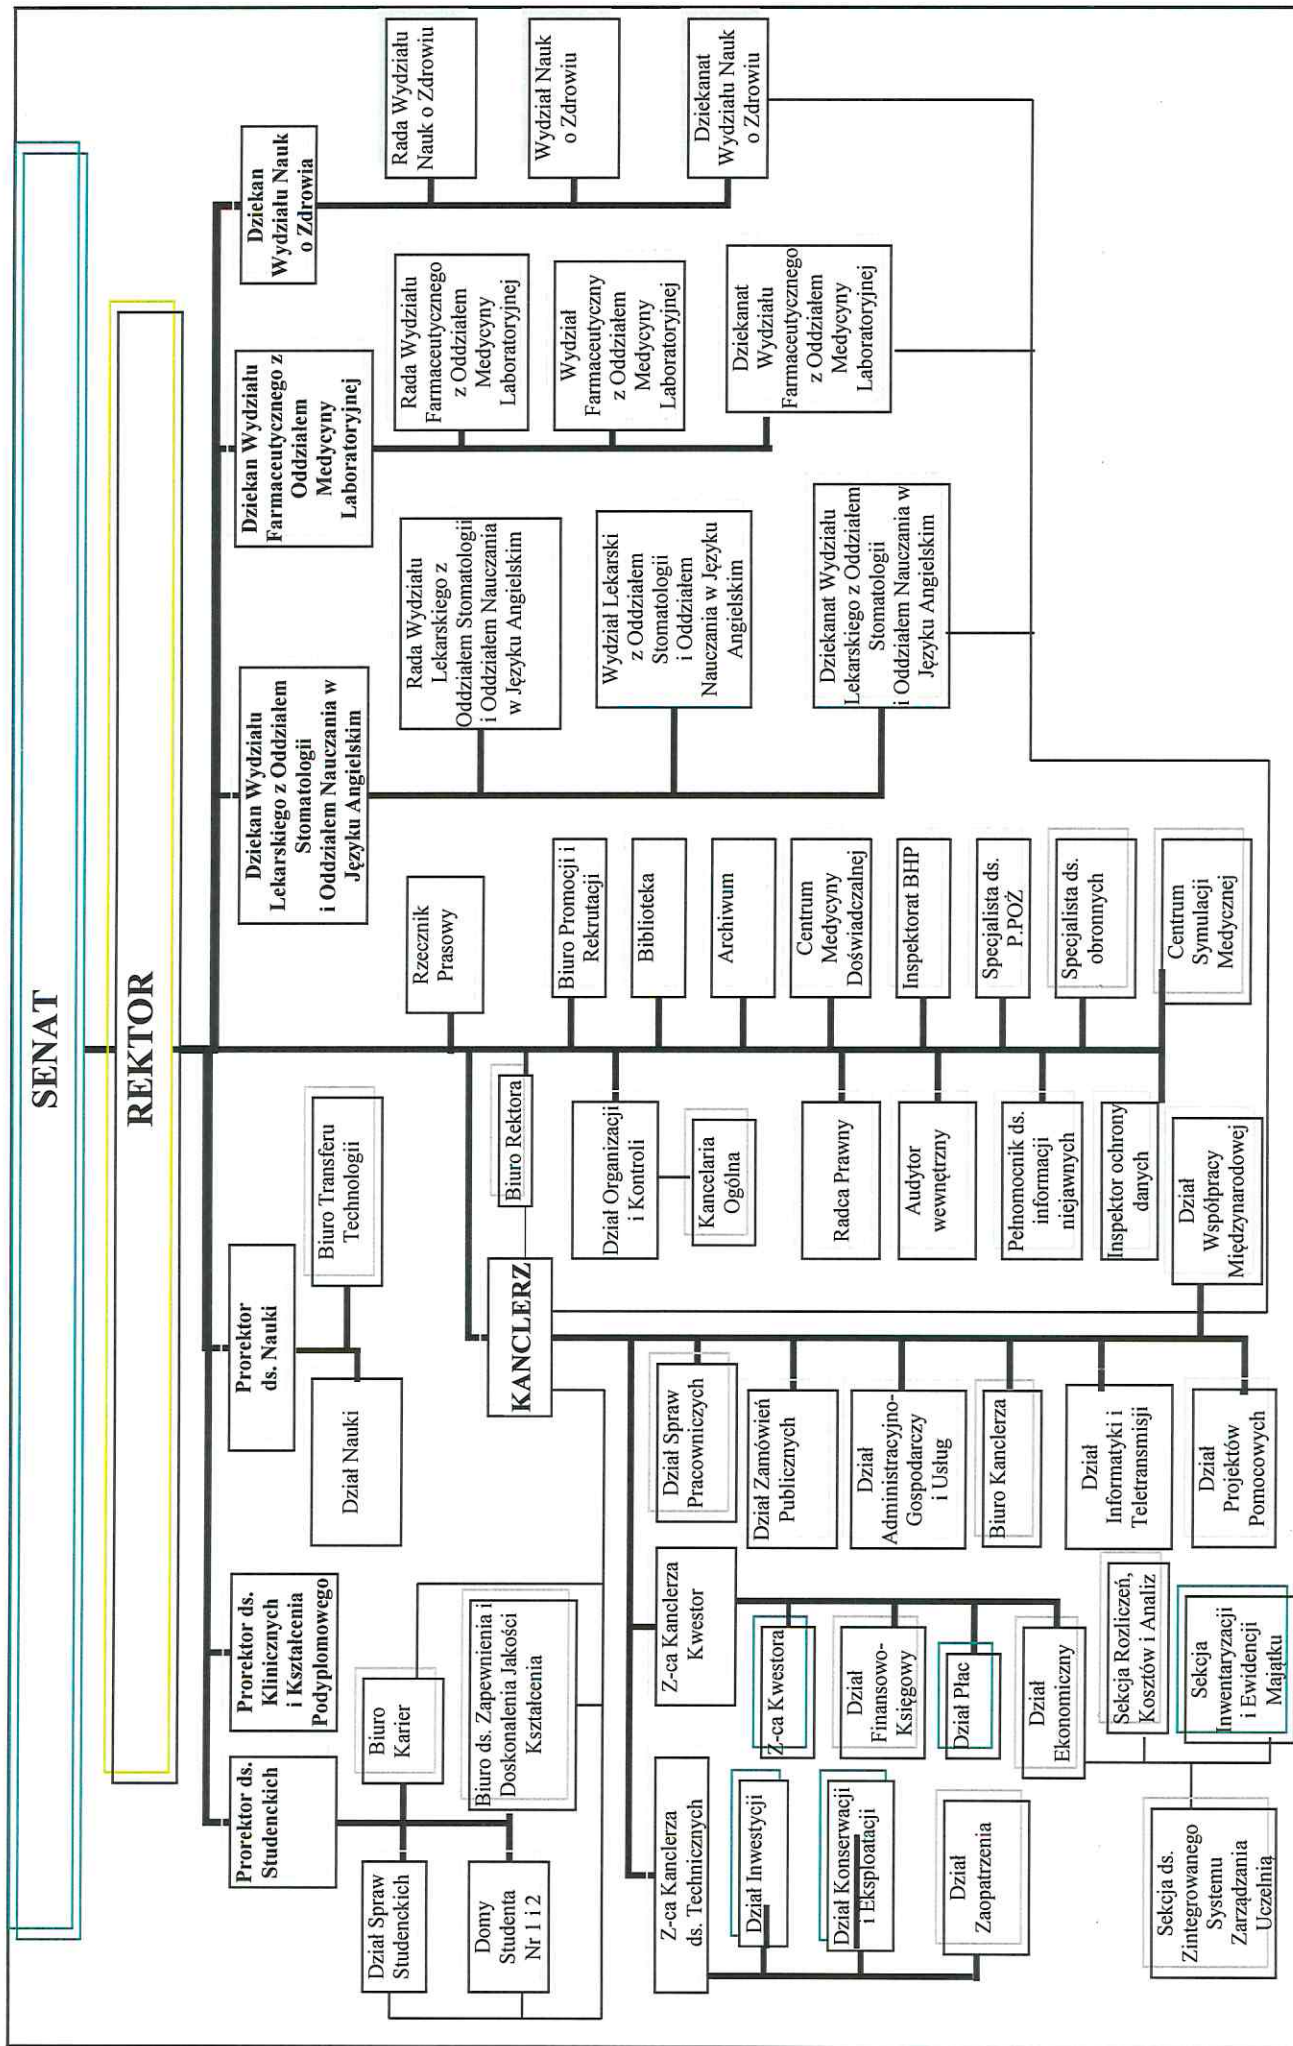 SENAT
REKTOR
Prorektor ds.
Studenckich
Prorektor ds.
Klinicznych
i Kształcenia
Podyplomowego
Prorektor
ds. Nauki
Dziekan Wydziału
Lekarskiego z Oddziałem
Stomatologii
i Oddziałem Nauczania w
Języku Angielskim
Dziekan Wydziału
Farmaceutycznego z
Oddziałem
Medycyny
Laboratoryjnej
Dziekan
Wydziału Nauk
o Zdrowia
Dział Spraw
Studenckich
Biuro
Karier
Domy
Studenta
Nr 1 i 2
Biuro ds. Zapewnienia i
Doskonalenia Jakości
Kształcenia
Dział Nauki
Biuro Transferu
Technologii
Rzecznik
Prasowy
KANCLERZ
Biuro Rektora
Biuro Promocji i
Rekrutacji
Dział Organizacji
i Kontroli
Biblioteka
Kancelaria
Ogólna
Archiwum
Radca Prawny
Centrum
Medycyny
Doświadczalnej
Audytor
wewnętrzny
Inspektorat BHP
Pełnomocnik ds.
informacji
niejawnych
Specjalista ds.
P.POŻ
Specjalista ds.
obronnych
Inspektor ochrony
danych
Centrum
Symulacji
Medycznej
Dział
Współpracy
Międzynarodowej
Rada Wydziału
Lekarskiego z
Oddziałem Stomatologii
i Oddziałem Nauczania
w Języku Angielskim
Wydział Lekarski
z Oddziałem
Stomatologii
i Oddziałem
Nauczania w Języku
Angielskim
Dziekanat Wydziału
Lekarskiego z Oddziałem
Stomatologii
i Oddziałem Nauczania w
Języku Angielskim
Rada Wydziału
Farmaceutycznego
z Oddziałem
Medycyny
Laboratoryjnej
Wydział
Farmaceutyczny
z Oddziałem
Medycyny
Laboratoryjnej
Dziekanat
Wydziału
Farmaceutycznego
z Oddziałem
Medycyny
Laboratoryjnej
Rada Wydziału
Nauk o Zdrowiu
Wydział Nauk
o Zdrowiu
Dziekanat
Wydziału Nauk
o Zdrowiu
Z-ca Kanclerza
ds. Technicznych
Z-ca Kanclerza
Kwestor
Dział Spraw
Pracowniczych
Dział Inwestycji
Z-ca Kwestora
Dział Zamówień
Publicznych
Dział Konserwacji
i Eksploatacji
Dział
Finansowo-
Księgowy
Dział
Administracyjno-
Gospodarczy
i Usług
Dział
Zaopatrzenia
Dział Płac
Biuro Kanclerza
Dział
Ekonomiczny
Dział
Informatyki i
Teletransmisji
Sekcja Rozliczeń,
Kosztów i Analiz
Dział
Projektów
Pomocowych
Sekcja ds.
Zintegrowanego
Systemu
Zarządzania
Uczelnią
Sekcja
Inwentaryzacji
i Ewidencji
Majątku